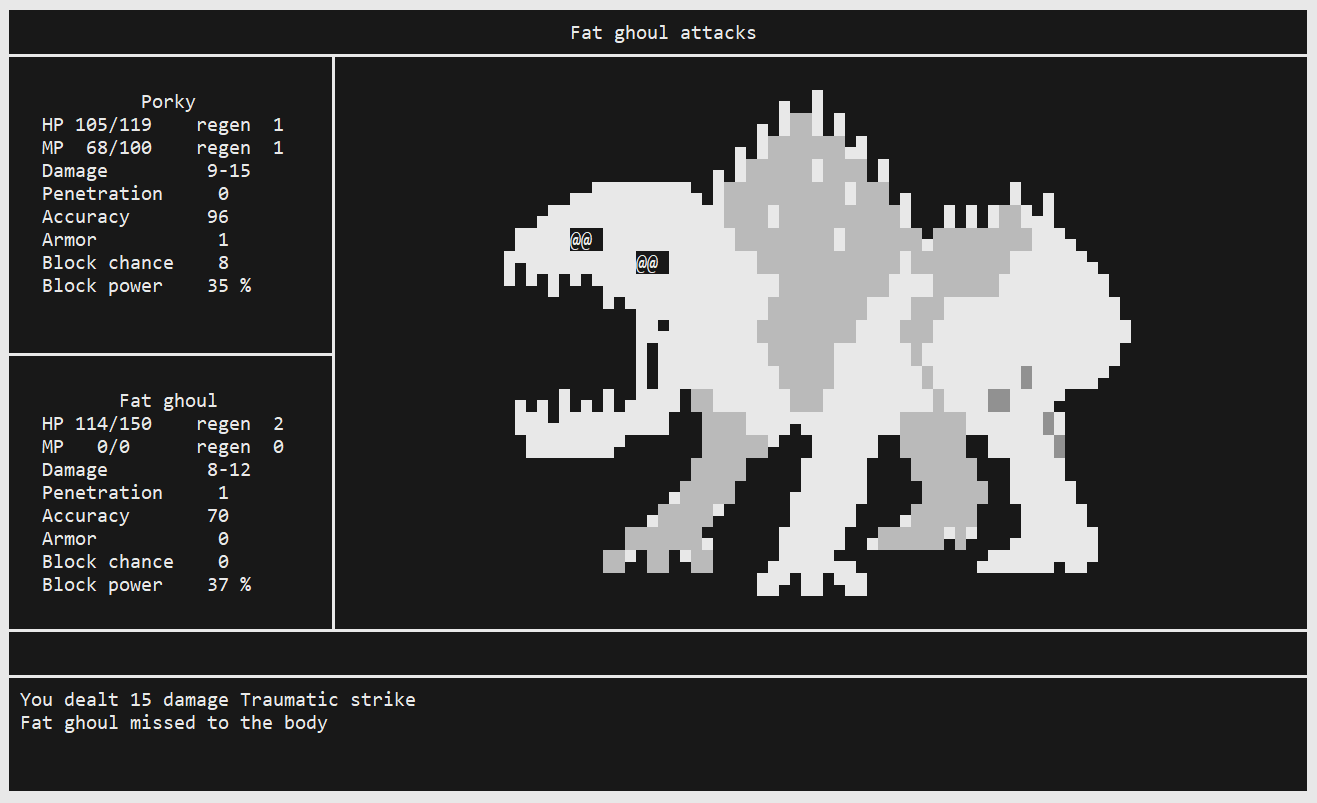 Fat ghoul attacks
Porky
HP 105/119 regen 1
MP 68/100 regen 1
Damage 9-15
Penetration 0
Accuracy 96
Armor 1
Block chance 8
Block power 35 %
@@
@@
Fat ghoul
HP 114/150 regen 2
MP 0/0 regen 0
Damage 8-12
Penetration 1
Accuracy 70
Armor 0
Block chance 0
Block power 37 %
You dealt 15 damage Traumatic strike
Fat ghoul missed to the body